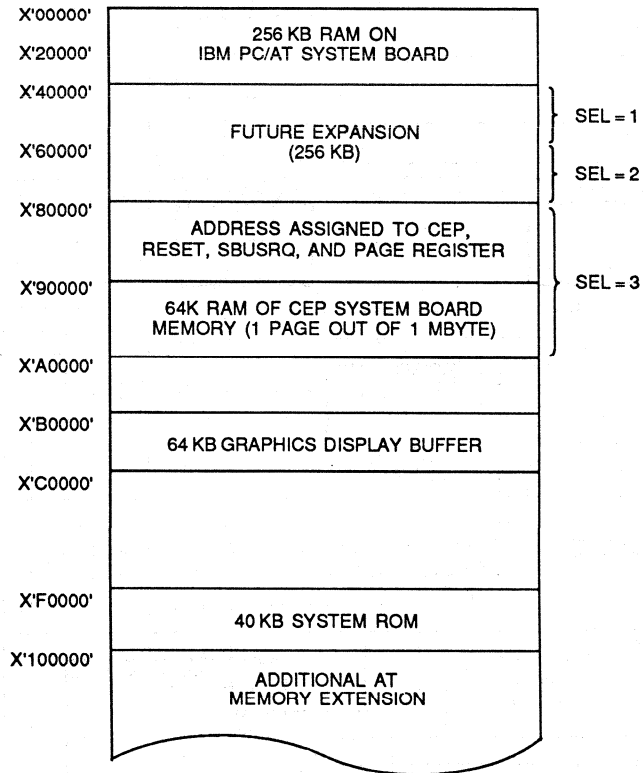 X'00000'
256 KB RAM ON
X'20000'
IBM PC/AT SYSTEM BOARD
X'40000'
SEL = 1
FUTURE EXPANSION
X'60000'
(256 KB)
SEL = 2
X'80000'
ADDRESS ASSIGNED TO CEP,
RESET, SBUSRQ, AND PAGE REGISTER
SEL = 3
X'90000'
64K RAM OF CEP SYSTEM BOARD
MEMORY (1 PAGE OUT OF 1 MBYTE)
X'A0000'
X'B0000'
64 KB GRAPHICS DISPLAY BUFFER
X'C0000'
X'F0000'
40 KB SYSTEM ROM
X'100000'
ADDITIONAL AT
MEMORY EXTENSION